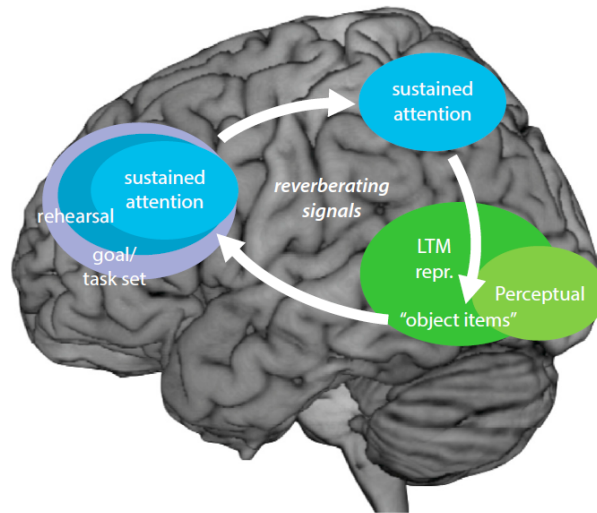 sustained
attention
sustained
attention
rehearsal
goal/
task set
reverberating
signals
LTM
repr.
Perceptual
“object items”